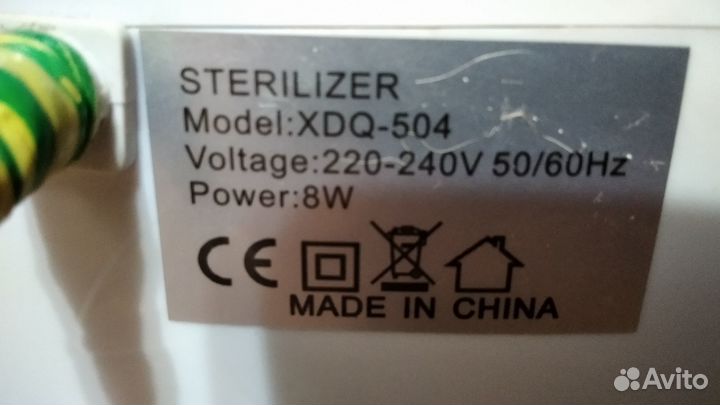 STERILIZER
Model:XDQ-504
Voltage:220-240V 50/60Hz
Power:8W
CE
MADE IN CHINA
Avito